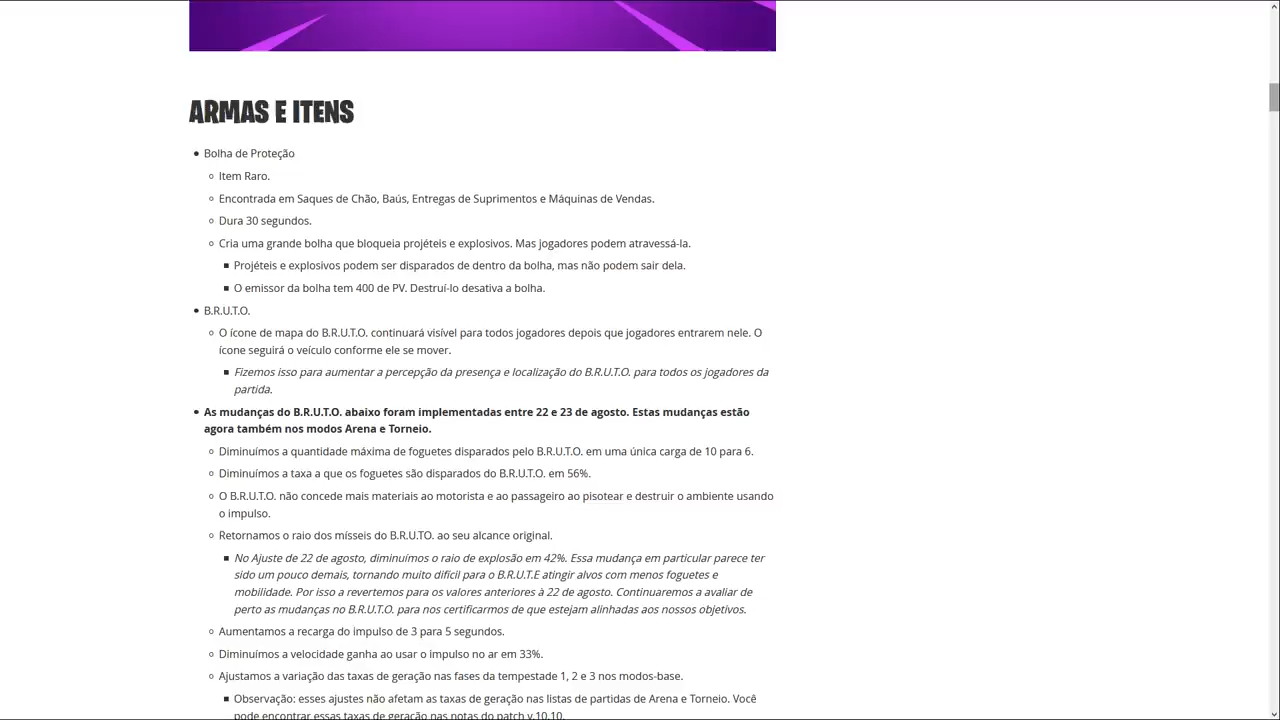 ARMAS E ITENS
Bolha de Proteção
Item Raro.
Encontrada em Saques de Chão, Baús, Entregas de Suprimentos e Máquinas de Vendas.
Dura 30 segundos.
Cria uma grande bolha que bloqueia projéteis e explosivos. Mas jogadores podem atravessá-la.
Projéteis e explosivos podem ser disparados de dentro da bolha, mas não podem sair dela.
O emissor da bolha tem 400 de PV. Destruí-lo desativa a bolha.
B.R.U.T.O.
O ícone de mapa do B.R.U.T.O. continuará visível para todos jogadores depois que jogadores entrarem nele. O
ícone seguirá o veículo conforme ele se mover.
Fizemos isso para aumentar a percepção da presença e localização do B.R.U.T.O. para todos os jogadores da
partida.
As mudanças do B.R.U.T.O. abaixo foram implementadas entre 22 e 23 de agosto. Estas mudanças estão
agora também nos modos Arena e Torneio.
Diminuímos a quantidade máxima de foguetes disparados pelo B.R.U.T.O. em uma única carga de 10 para 6.
Diminuímos a taxa a que os foguetes são disparados do B.R.U.T.O. em 56%.
O B.R.U.T.O. não concede mais materiais ao motorista e ao passageiro ao pisotear e destruir o ambiente usando
o impulso.
Retornamos o raio dos mísseis do B.R.U.TO. ao seu alcance original.
No Ajuste de 22 de agosto, diminuímos o raio de explosão em 42%. Essa mudança em particular parece ter
sido um pouco demais, tornando muito difícil para o B.R.U.T.E atingir alvos com menos foguetes e
mobilidade. Por isso a revertemos para os valores anteriores à 22 de agosto. Continuaremos a avaliar de
perto as mudanças no B.R.U.T.O. para nos certificarmos de que estejam alinhadas aos nossos objetivos.
Aumentamos a recarga do impulso de 3 para 5 segundos.
Diminuímos a velocidade ganha ao usar o impulso no ar em 33%.
Ajustamos a variação das taxas de geração nas fases da tempestade 1, 2 e 3 nos modos-base.
Observação: esses ajustes não afetam as taxas de geração nas listas de partidas de Arena e Torneio. Você
pode encontrar essas taxas de geração nas notas do patch v.10.10.